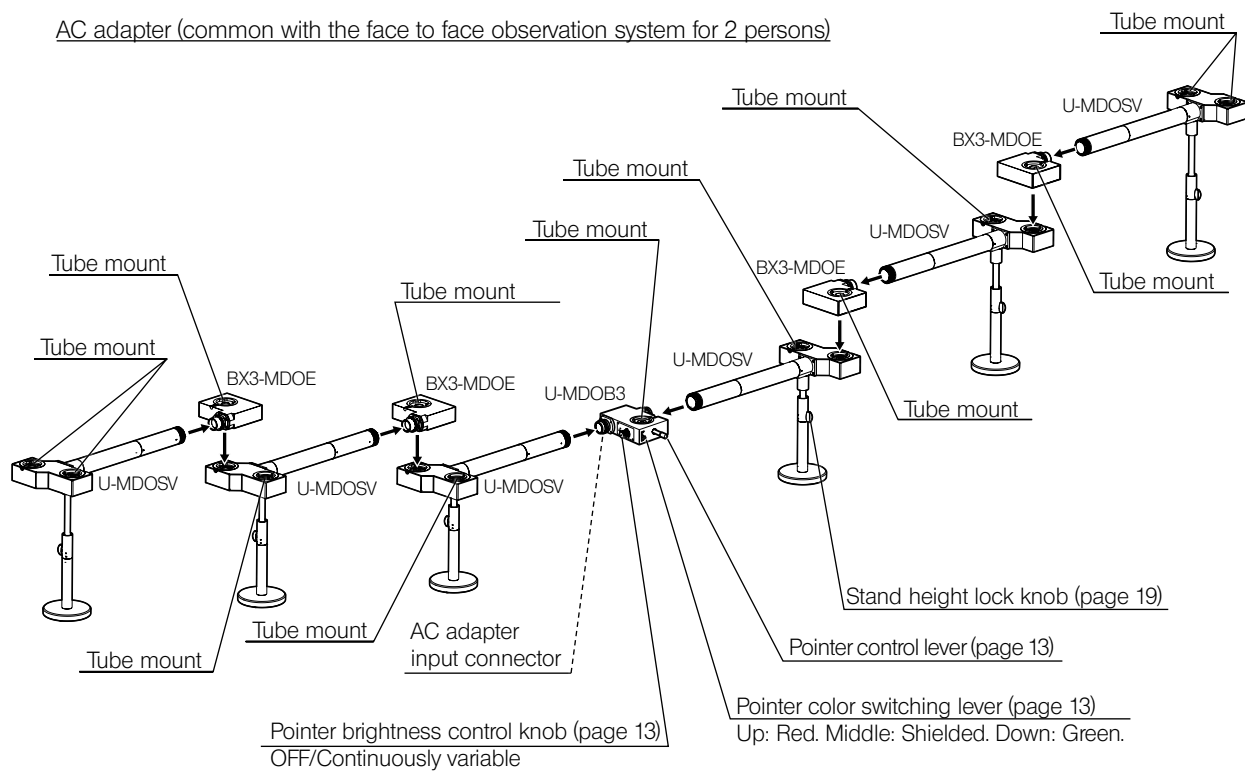 AC adapter (common with the face to face observation system for 2 persons)
Tube mount
U-MDOSV
Tube mount
BX3-MDOE
Tube mount
U-MDOSV
Tube mount
BX3-MDOE
Tube mount
Tube mount
Tube mount
Tube mount
U-MDOSV
BX3-MDOE
BX3-MDOE
U-MDOB3
Tube mount
U-MDOSV
U-MDOSV
U-MDOSV
Stand height lock knob (page 19)
Tube mount
AC adapter
input connector
Pointer control lever (page 13)
Tube mount
Pointer color switching lever (page 13)
Up: Red. Middle: Shielded. Down: Green.
Pointer brightness control knob (page 13)
OFF/Continuously variable